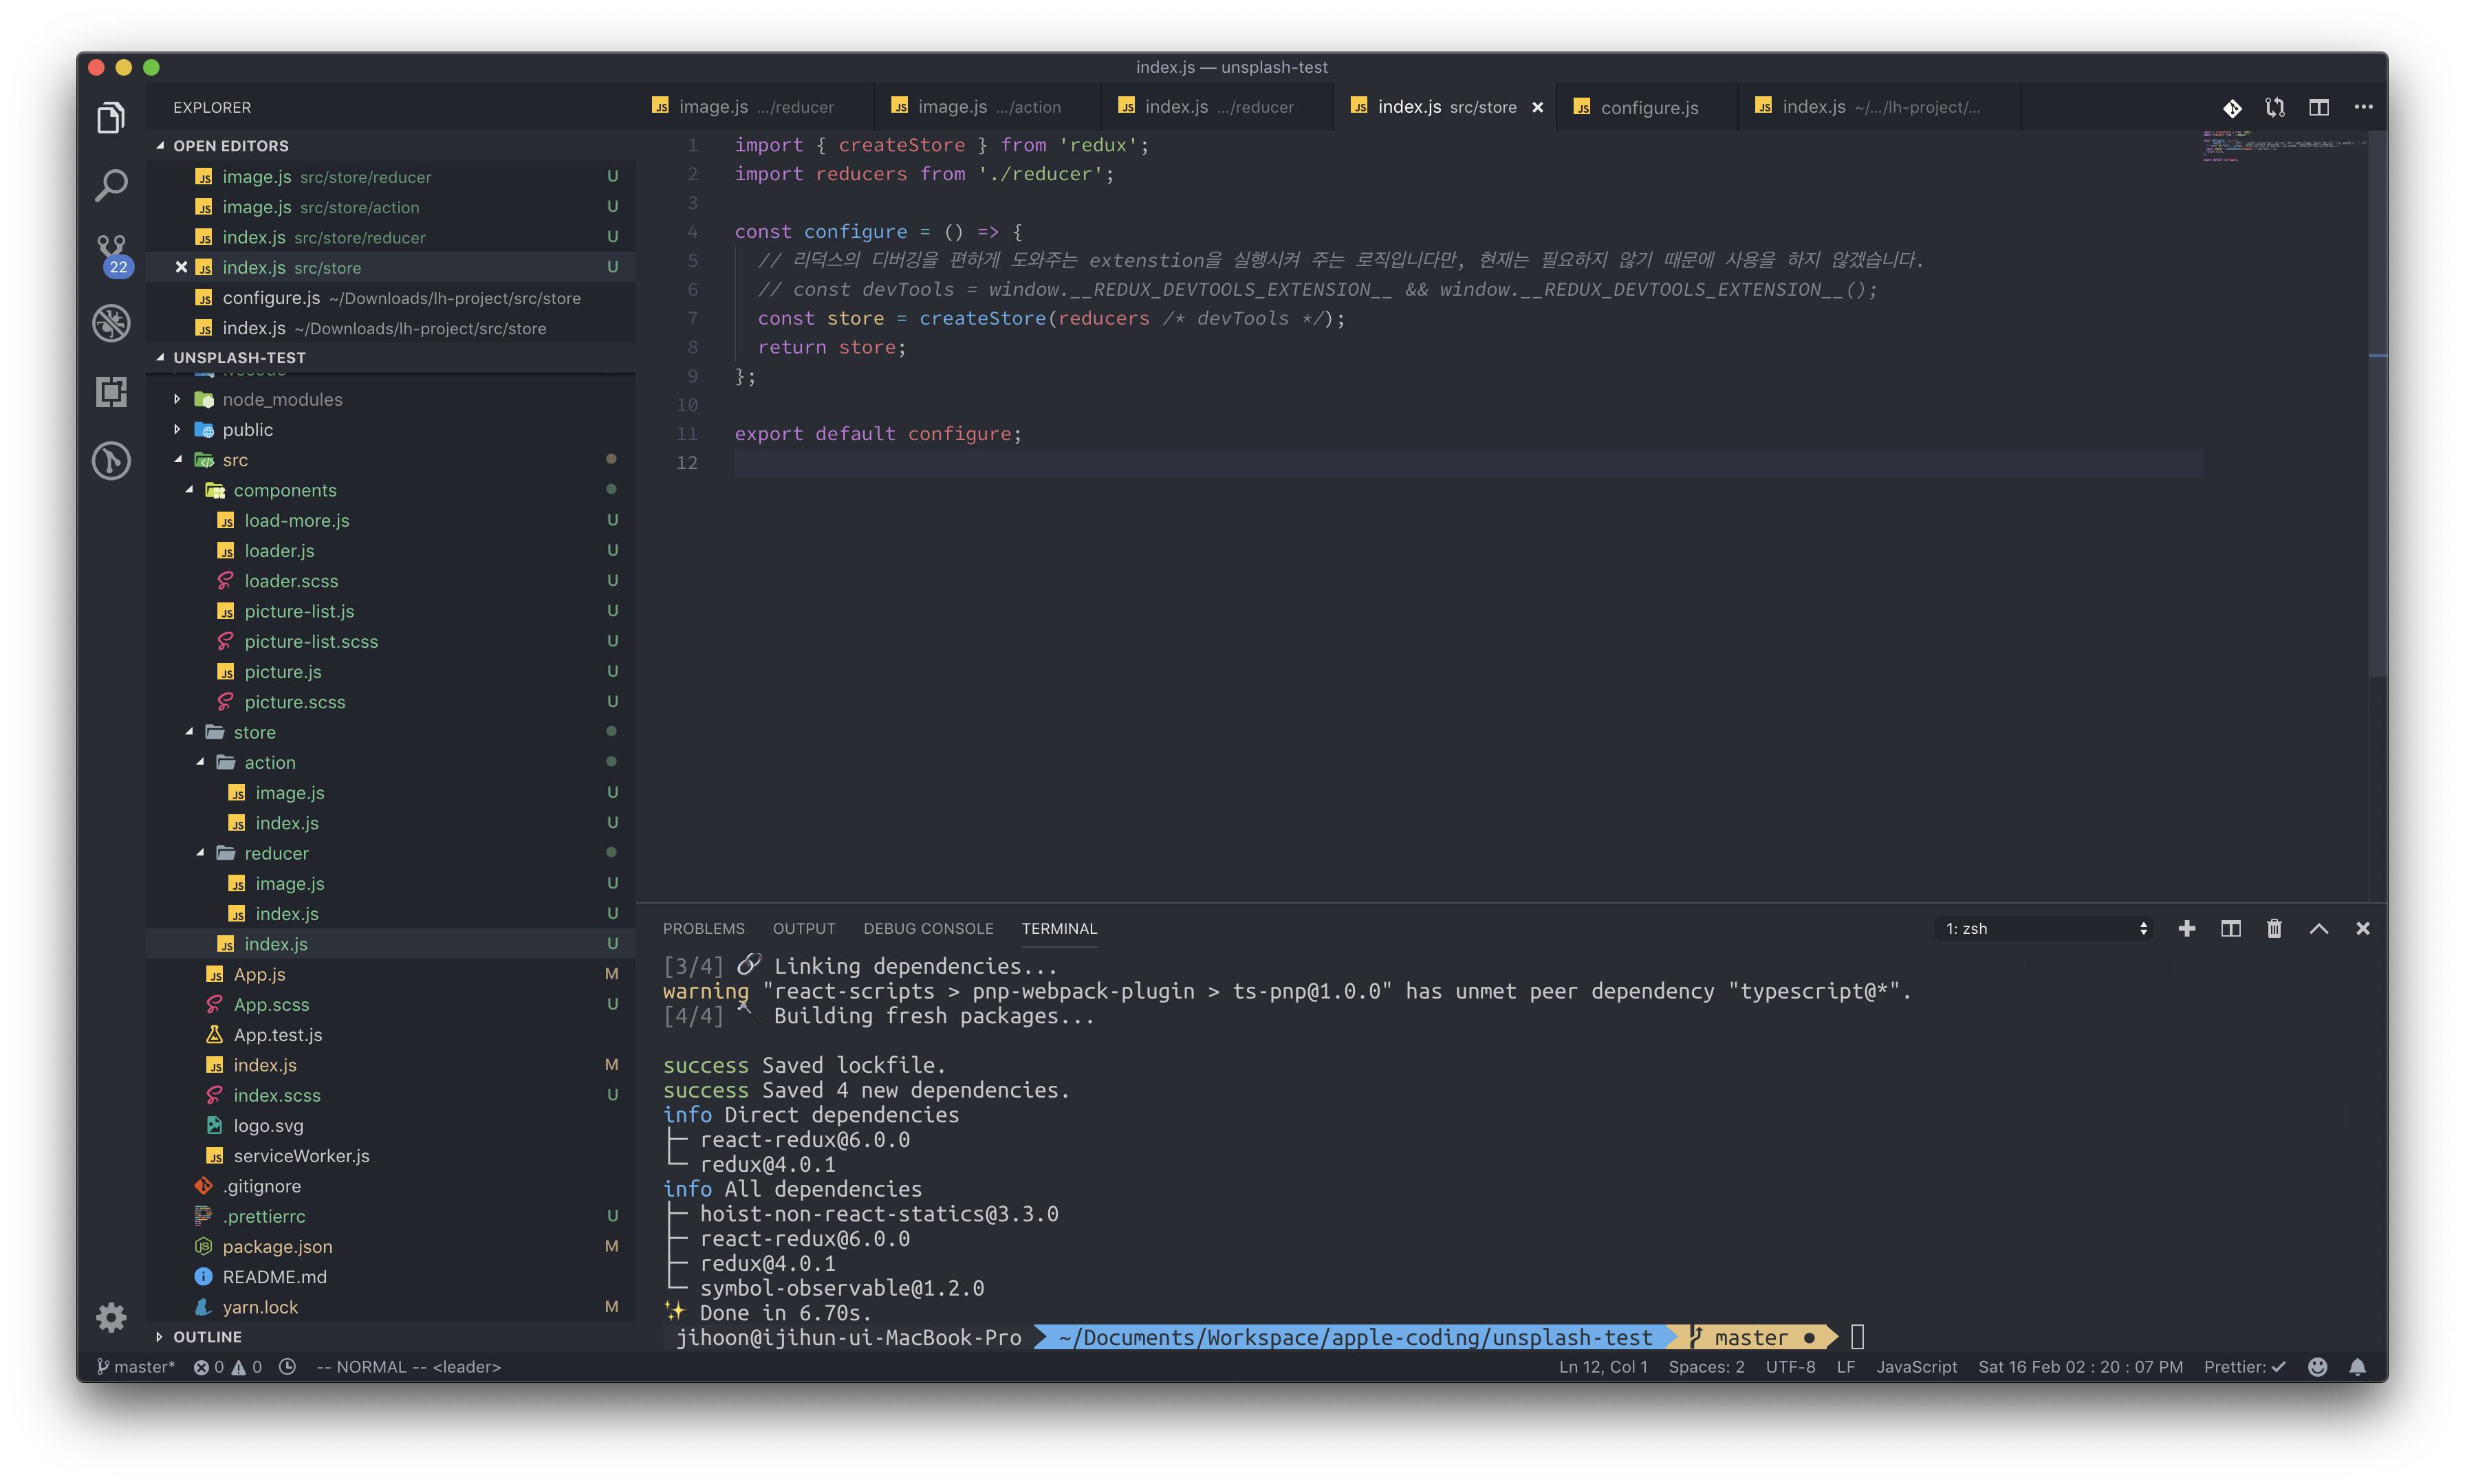 index.js — unsplash-test
EXPLORER
OPEN EDITORS
image.js src/store/reducer U
image.js src/store/action U
index.js src/store/reducer U
index.js src/store U
configure.js ~/Downloads/lh-project/src/store
index.js ~/Downloads/lh-project/src/store
22
UNSPLASH-TEST
node_modules
public
src
components
load-more.js U
loader.js U
loader.scss U
picture-list.js U
picture-list.scss U
picture.js U
picture.scss U
store
action
image.js U
index.js U
reducer
image.js U
index.js U
index.js U
App.js M
App.scss U
App.test.js
index.js M
index.scss U
logo.svg
serviceWorker.js
.gitignore
.prettierrc U
package.json M
README.md
yarn.lock M
OUTLINE
image.js .../reducer image.js .../action index.js .../reducer index.js src/store configure.js index.js ~/.../lh-project/...
1 import { createStore } from 'redux';
2 import reducers from './reducer';
3
4 const configure = () => {
5 // 리덕스의 디버깅을 편하게 도와주는 extenstion을 실행시켜 주는 로직입니다만, 현재는 필요하지 않기 때문에 사용을 하지 않겠습니다.
6 // const devTools = window.__REDUX_DEVTOOLS_EXTENSION__ && window.__REDUX_DEVTOOLS_EXTENSION__();
7 const store = createStore(reducers /* devTools */);
8 return store;
9 };
10
11 export default configure;
12
PROBLEMS OUTPUT DEBUG CONSOLE TERMINAL 1: zsh
[3/4] 🔗 Linking dependencies...
warning "react-scripts > pnp-webpack-plugin > ts-pnp@1.0.0" has unmet peer dependency "typescript@*".
[4/4] Building fresh packages...
success Saved lockfile.
success Saved 4 new dependencies.
info Direct dependencies
├─ react-redux@6.0.0
└─ redux@4.0.1
info All dependencies
├─ hoist-non-react-statics@3.3.0
├─ react-redux@6.0.0
├─ redux@4.0.1
└─ symbol-observable@1.2.0
✨ Done in 6.70s.
jihoon@ijihun-ui-MacBook-Pro ~/Documents/Workspace/apple-coding/unsplash-test master ●
master* 0 0 -- NORMAL -- <leader> Ln 12, Col 1 Spaces: 2 UTF-8 LF JavaScript Sat 16 Feb 02 : 20 : 07 PM Prettier: ✓